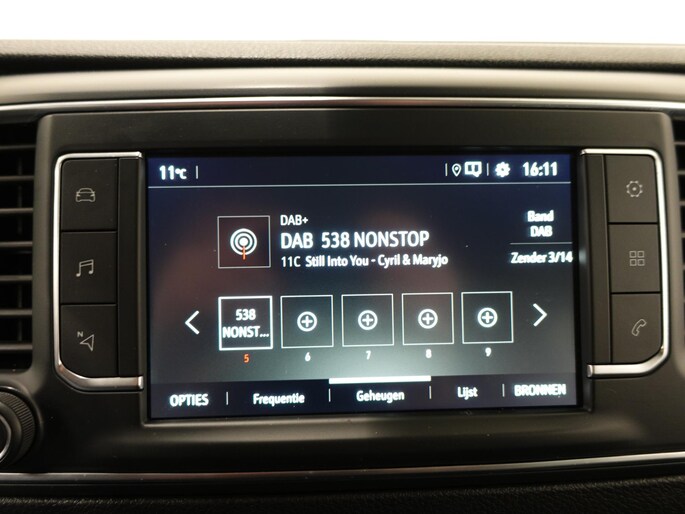 11°C
16:11
DAB+
DAB 538 NONSTOP
11C Still Into You - Cyril & Maryjo
Band
DAB
Zender 3/14
538
NONST...
5
6
7
8
9
N
OPTIES
Frequentie
Geheugen
Lijst
BRONNEN